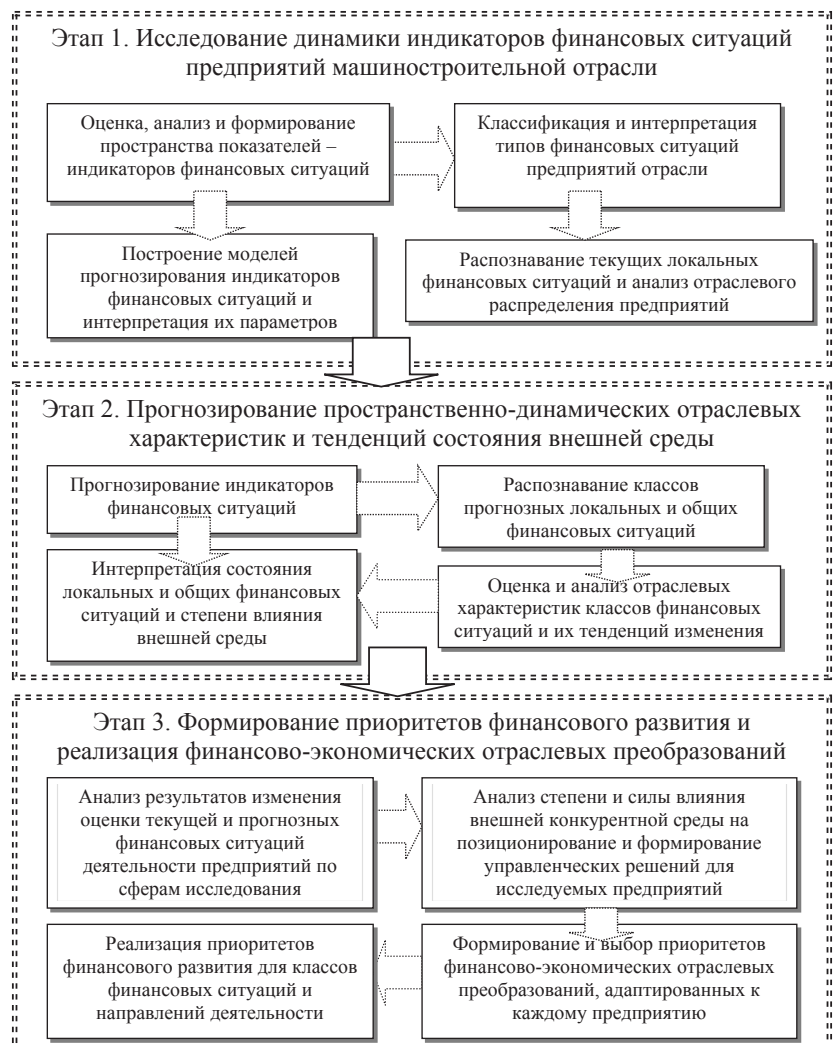 Этап 1. Исследование динамики индикаторов финансовых ситуаций
предприятий машиностроительной отрасли
Оценка, анализ и формирование
пространства показателей –
индикаторов финансовых ситуаций
Классификация и интерпретация
типов финансовых ситуаций
предприятий отрасли
Построение моделей
прогнозирования индикаторов
финансовых ситуаций и
интерпретация их параметров
Распознавание текущих локальных
финансовых ситуаций и анализ отраслевого
распределения предприятий
Этап 2. Прогнозирование пространственно-динамических отраслевых
характеристик и тенденций состояния внешней среды
Прогнозирование индикаторов
финансовых ситуаций
Распознавание классов
прогнозных локальных и общих
финансовых ситуаций
Интерпретация состояния
локальных и общих финансовых
ситуаций и степени влияния
внешней среды
Оценка и анализ отраслевых
характеристик классов финансовых
ситуаций и их тенденций изменения
Этап 3. Формирование приоритетов финансового развития и
реализация финансово-экономических отраслевых преобразований
Анализ результатов изменения
оценки текущей и прогнозных
финансовых ситуаций
деятельности предприятий по
сферам исследования
Анализ степени и силы влияния
внешней конкурентной среды на
позиционирование и формирование
управленческих решений для
исследуемых предприятий
Реализация приоритетов
финансового развития для классов
финансовых ситуаций и
направлений деятельности
Формирование и выбор приоритетов
финансово-экономических отраслевых
преобразований, адаптированных к
каждому предприятию